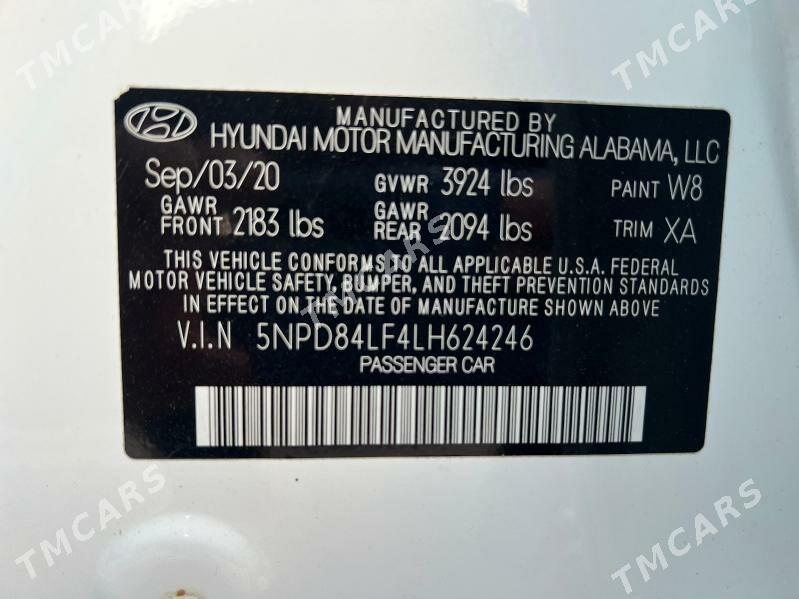 TMCARS TMCARS
MANUFACTURED BY
HYUNDAI MOTOR MANUFACTURING ALABAMA, LLC
Sep/03/20 GVWR 3924 lbs PAINT W8
GAWR FRONT 2183 lbs GAWR REAR 2094 lbs TRIM XA
THIS VEHICLE CONFORMS TO ALL APPLICABLE U.S.A. FEDERAL
MOTOR VEHICLE SAFETY, BUMPER, AND THEFT PREVENTION STANDARDS
IN EFFECT ON THE DATE OF MANUFACTURE SHOWN ABOVE
TMCARS
V.I.N 5NPD84LF4LH624246
PASSENGER CAR
TMCARS TMCARS